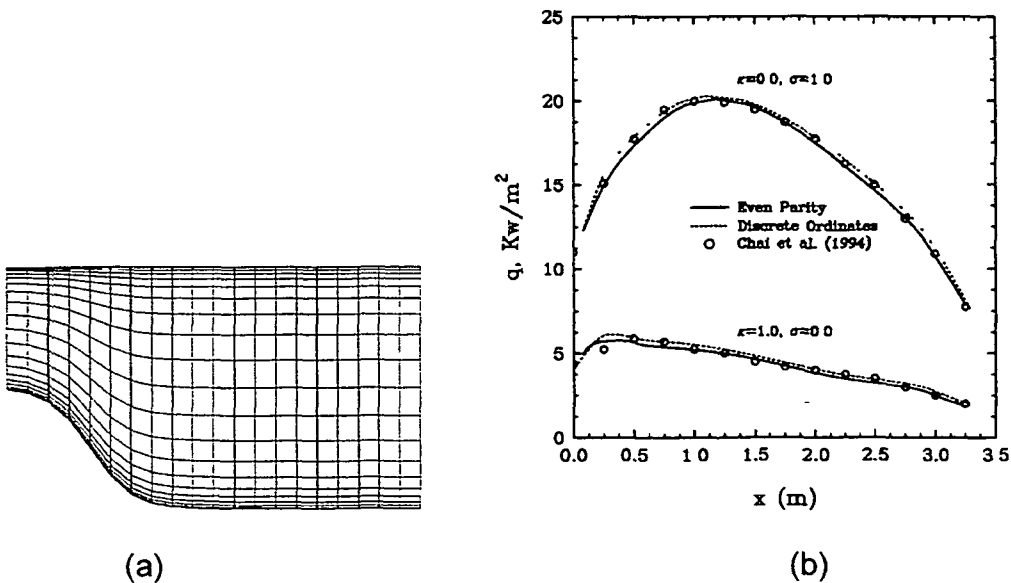 25
20
15
10
5
0
q, Kw/m²
κ=0 0, σ=1 0
Even Parity
Discrete Ordinates
Chai et al. (1994)
κ=1.0, σ=0 0
0.0 0.5 1 0 1.5 2.0 2.5 3.0 3 5
x (m)
(a)
(b)